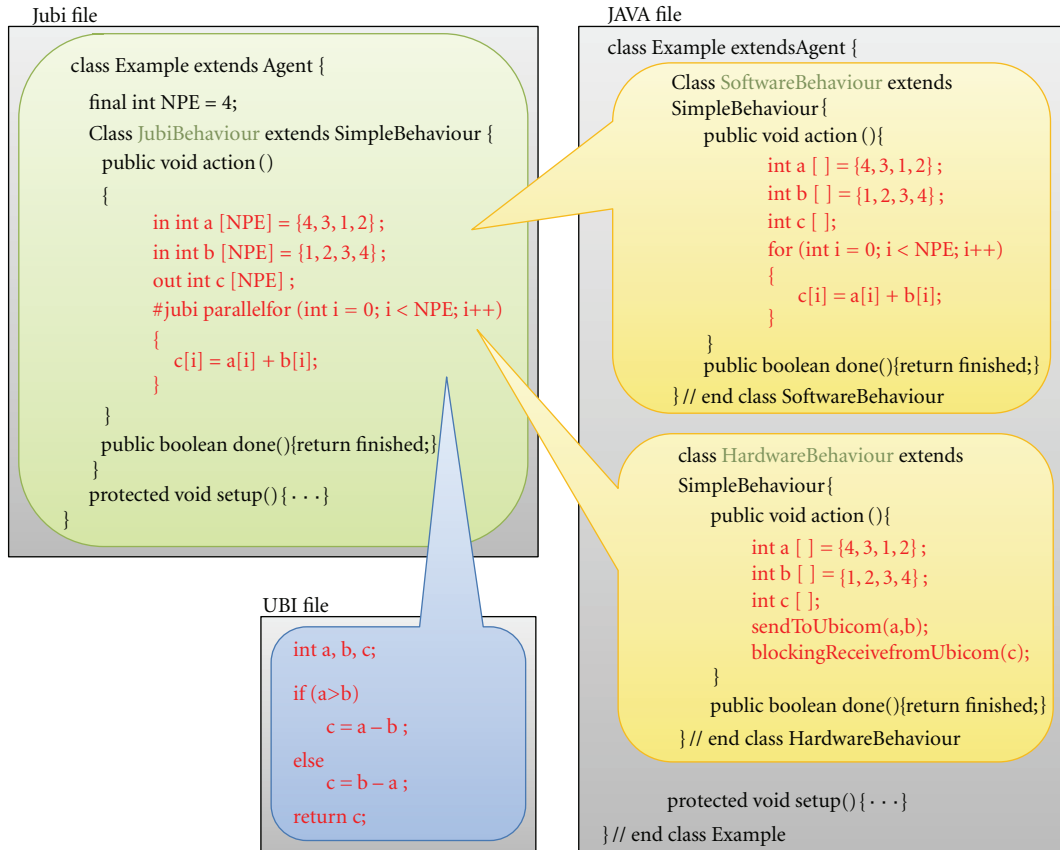 Jubi file
class Example extends Agent {
final int NPE = 4;
Class JubiBehaviour extends SimpleBehaviour {
public void action ()
{
in int a [NPE] = {4, 3, 1, 2} ;
in int b [NPE] = {1, 2, 3, 4} ;
out int c [NPE] ;
#jubi parallelfor (int i = 0; i < NPE; i++)
{
c[i] = a[i] + b[i];
}
}
public boolean done(){return finished;}
}
protected void setup() { · · · }
}
UBI file
int a, b, c;
if (a>b)
c = a – b ;
else
c = b – a ;
return c;
JAVA file
class Example extendsAgent {
Class SoftwareBehaviour extends
SimpleBehaviour {
public void action (){
int a [ ] = {4, 3, 1, 2} ;
int b [ ] = {1, 2, 3, 4} ;
int c [ ];
for (int i = 0; i < NPE; i++)
{
c[i] = a[i] + b[i];
}
}
public boolean done(){return finished;}
} // end class SoftwareBehaviour
class HardwareBehaviour extends
SimpleBehaviour {
public void action (){
int a [ ] = {4, 3, 1, 2} ;
int b [ ] = {1, 2, 3, 4} ;
int c [ ];
sendToUbicom(a,b);
blockingReceivefromUbicom(c);
}
public boolean done(){return finished;}
} // end class HardwareBehaviour
protected void setup() { · · · }
} // end class Example